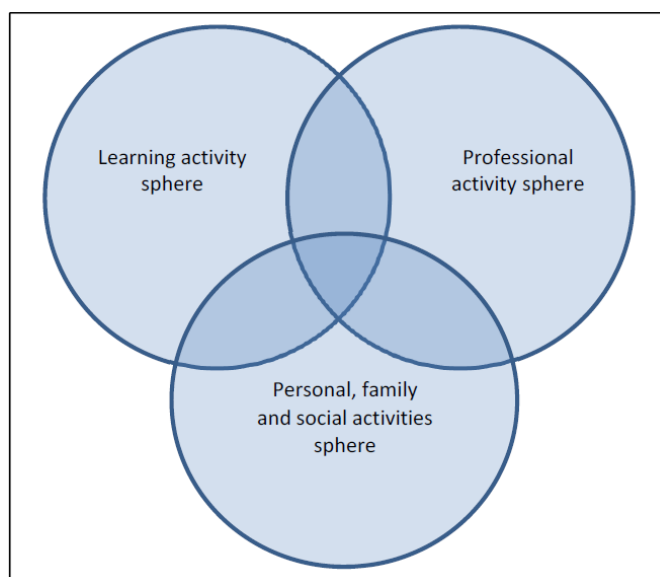 Learning activity
sphere
Professional
activity sphere
Personal, family
and social activities
sphere